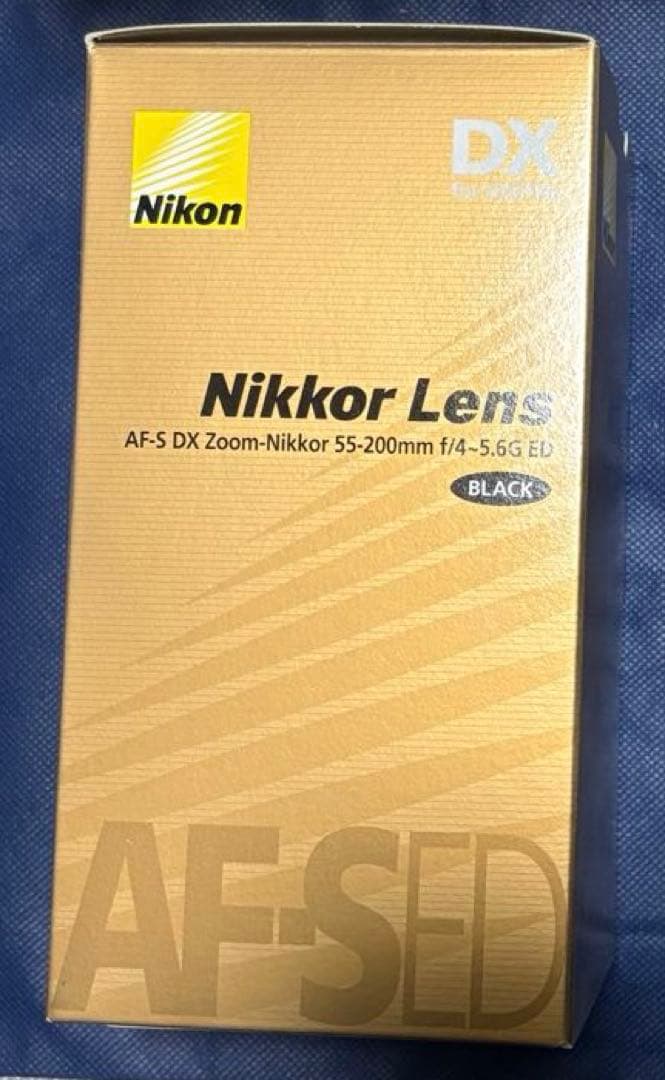 Nikon
DX
Nikkor Lens
AF-S DX Zoom-Nikkor 55-200mm f/4~5.6G ED
BLACK
AF-S ED